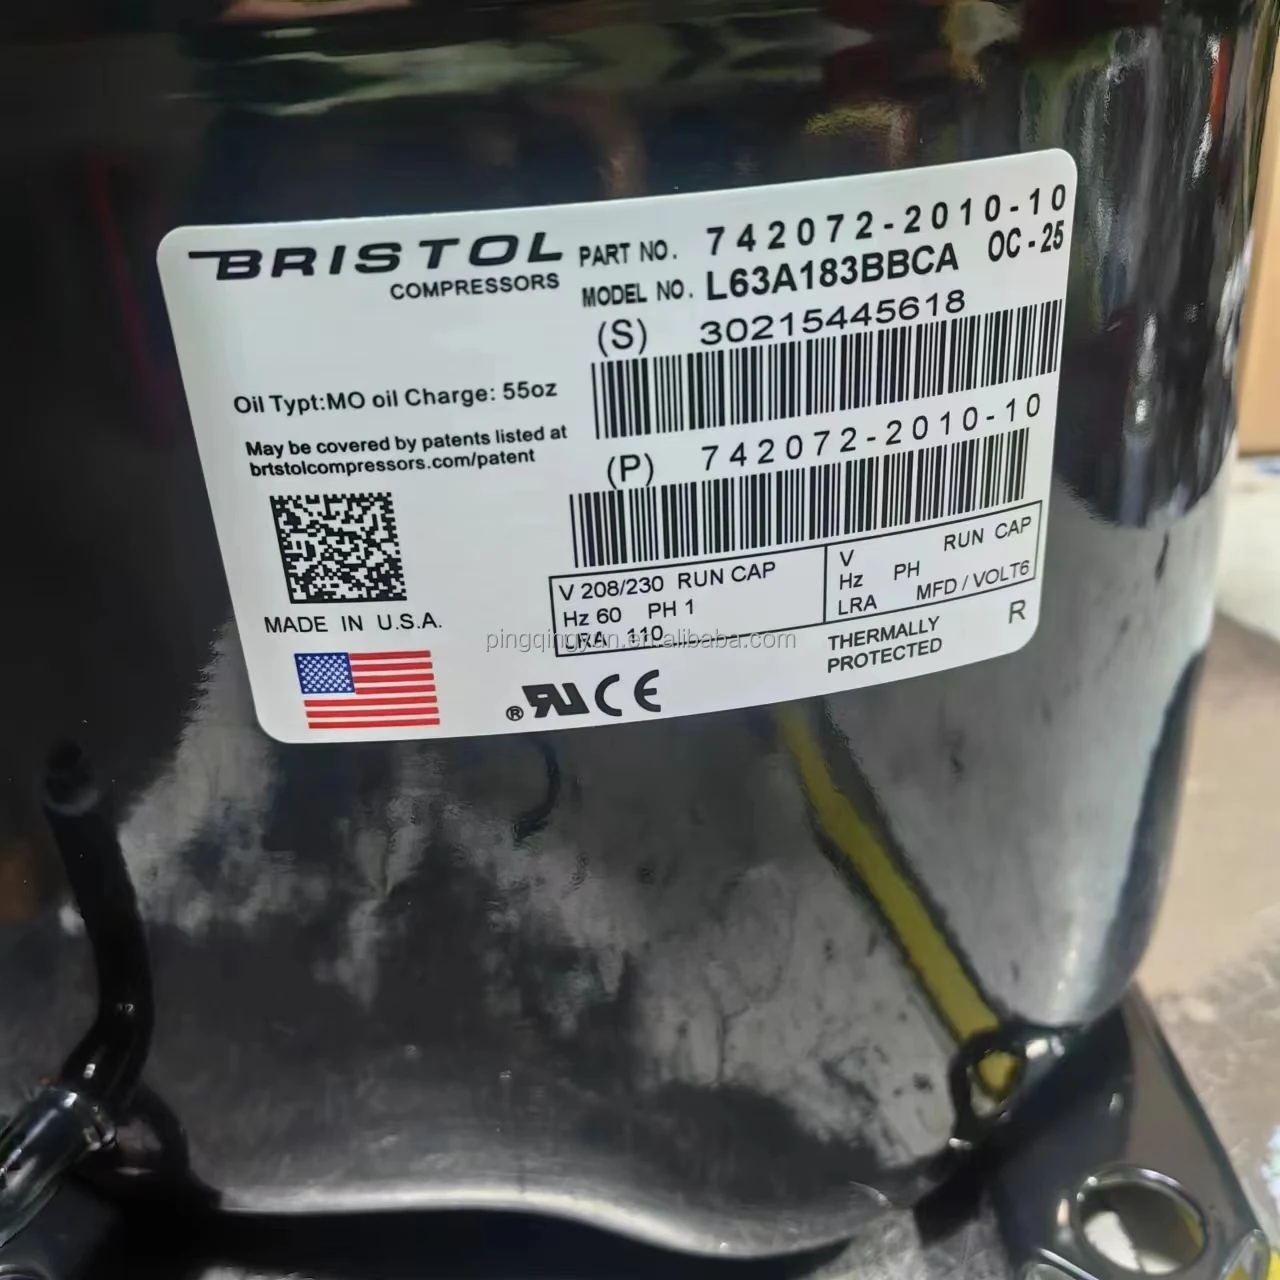 BRISTOL
COMPRESSORS
PART NO. 742072-2010-10
MODEL NO. L63A183BBCA OC-25
(S) 30215445618
Oil Typt:MO oil Charge: 55oz
May be covered by patents listed at
brtstolcompressors.com/patent
(P) 742072-2010-10
MADE IN U.S.A.
V 208/230 RUN CAP
Hz 60 PH 1
LRA 110
V RUN CAP
Hz PH
LRA MFD / VOLT6
THERMALLY
PROTECTED
R
® RU CE
pingqingyuan.en.alibaba.com